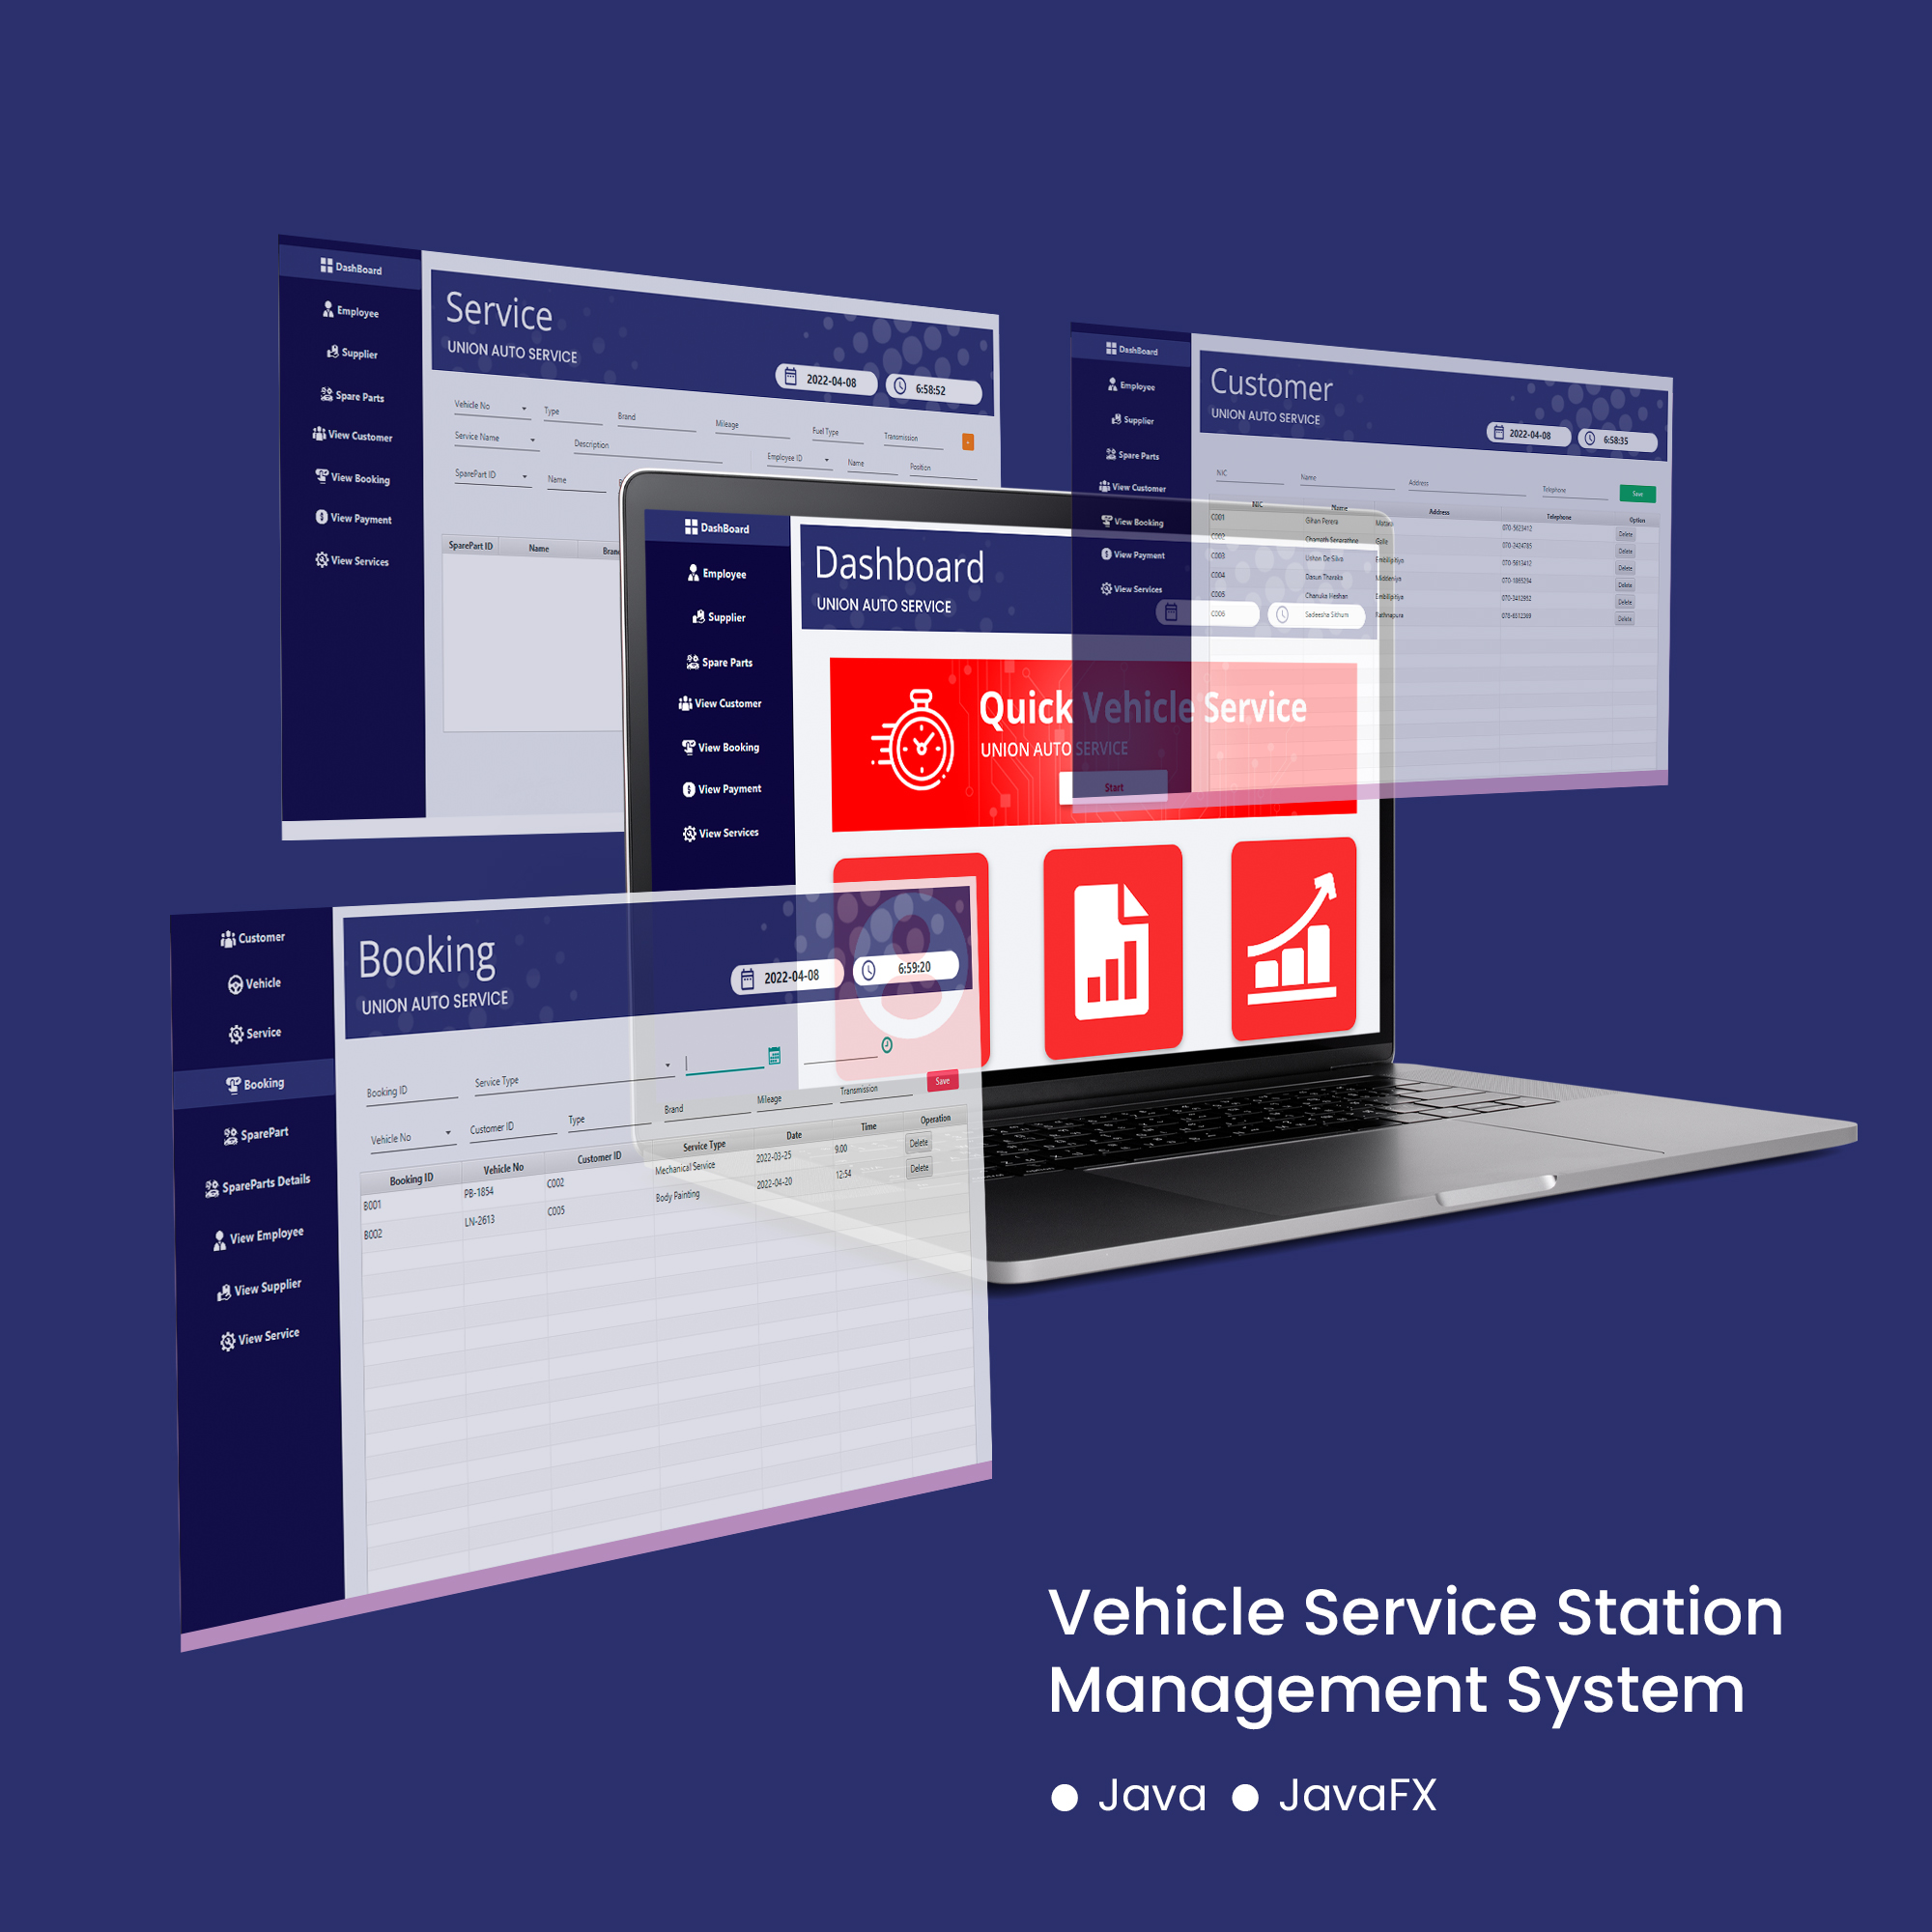 DashBoard
Employee
Supplier
Spare Parts
View Customer
View Booking
View Payment
View Services
Service
UNION AUTO SERVICE
2022-04-08
6:58:52
Vehicle No
Type
Brand
Mileage
Fuel Type
Transmission
Service Name
Description
Employee ID
Name
Position
SparePart ID
Name
SparePart ID
Name
DashBoard
Employee
Supplier
Spare Parts
View Customer
View Booking
View Payment
View Services
Customer
UNION AUTO SERVICE
2022-04-08
6:58:35
NIC
Name
Address
Telephone
Save
NIC Name Address Telephone Option
C001 Gihan Perera Matara 070-5623412 Delete
C002 Chamath Senarathne Galle 070-3424785 Delete
C003 Ushan De Silva Embilipitiya 070-5613412 Delete
C004 Dasun Tharaka Middeniya Delete
C005 Chanuka Heshan Embilipitiya 070-3412952 Delete
C006 Sadeesha Sithum Rathnapura Delete
DashBoard
Employee
Supplier
Spare Parts
View Customer
View Booking
View Payment
View Services
Dashboard
UNION AUTO SERVICE
Quick Vehicle Service
UNION AUTO SERVICE
Start
Customer
Vehicle
Service
Booking
SparePart
SpareParts Details
View Employee
View Supplier
View Service
Booking
UNION AUTO SERVICE
2022-04-08
6:59:20
Booking ID
Service Type
Vehicle No
Customer ID
Type
Brand
Mileage
Transmission
Save
Booking ID Vehicle No Customer ID Service Type Date Time Operation
B001 PB-1854 C002 Mechanical Service 2022-03-25 9.00 Delete
B002 LN-2613 C005 Body Painting 2022-04-20 12:54 Delete
Vehicle Service Station
Management System
Java
JavaFX